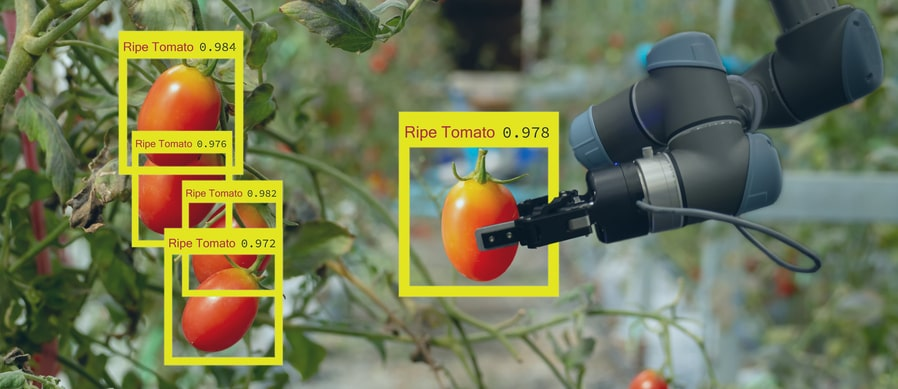 Ripe Tomato 0.984
Ripe Tomato 0.976
Ripe Tomato 0.982
Ripe Tomato 0.972
Ripe Tomato 0.978